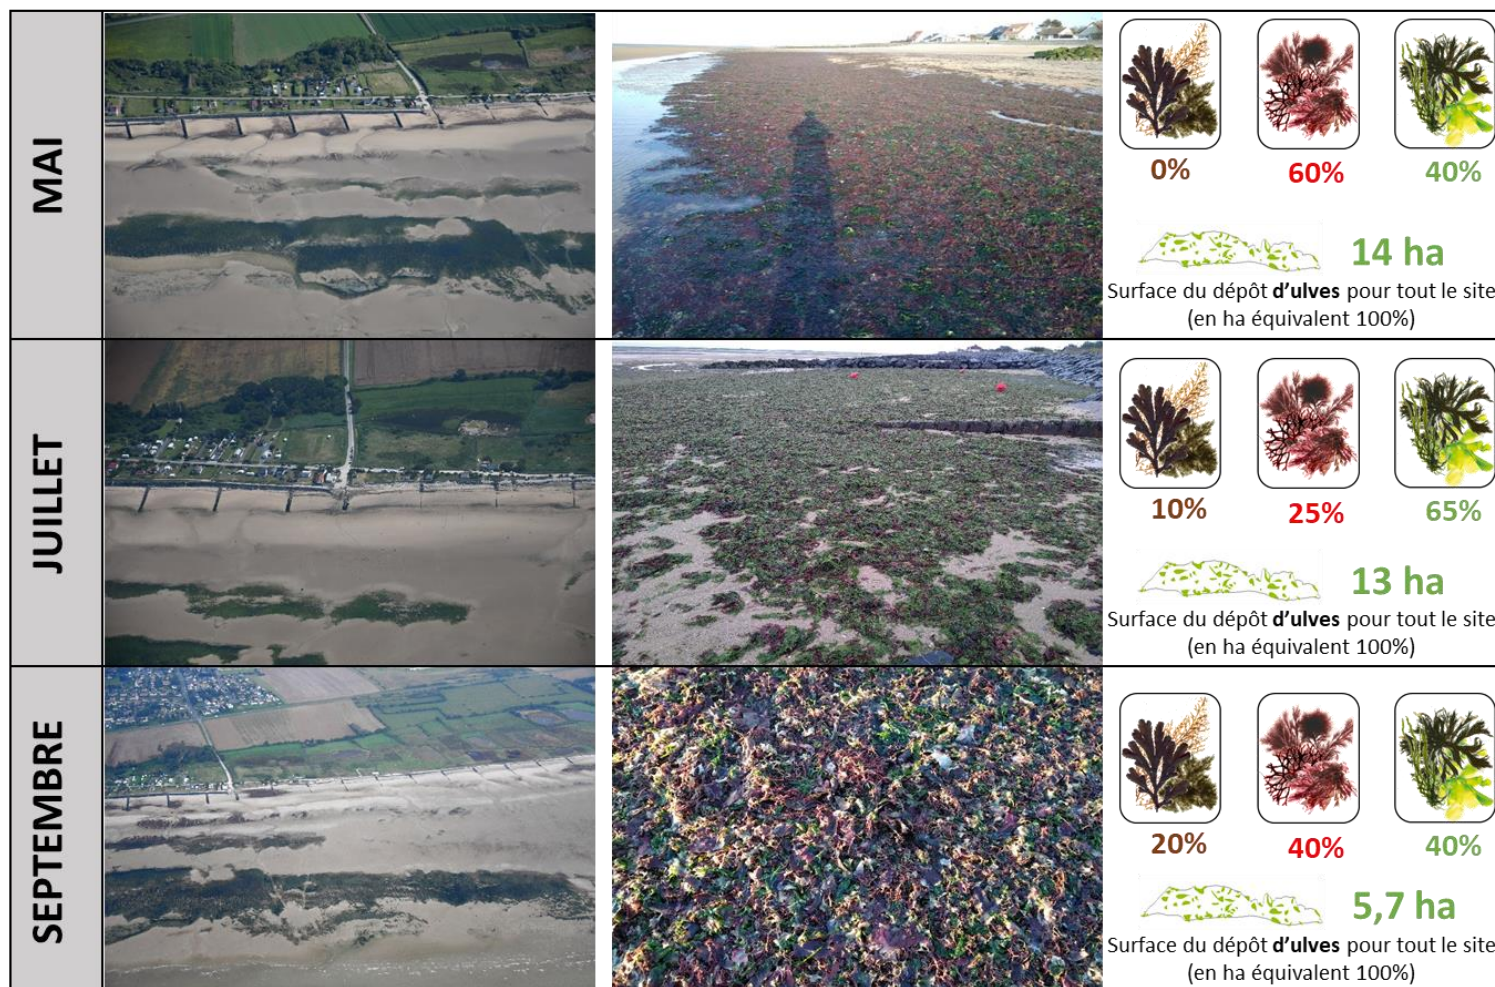 MAI
0% 60% 40%
14 ha
Surface du dépôt d'ulves pour tout le site
(en ha équivalent 100%)
JUILLET
10% 25% 65%
13 ha
Surface du dépôt d'ulves pour tout le site
(en ha équivalent 100%)
SEPTEMBRE
20% 40% 40%
5,7 ha
Surface du dépôt d'ulves pour tout le site
(en ha équivalent 100%)